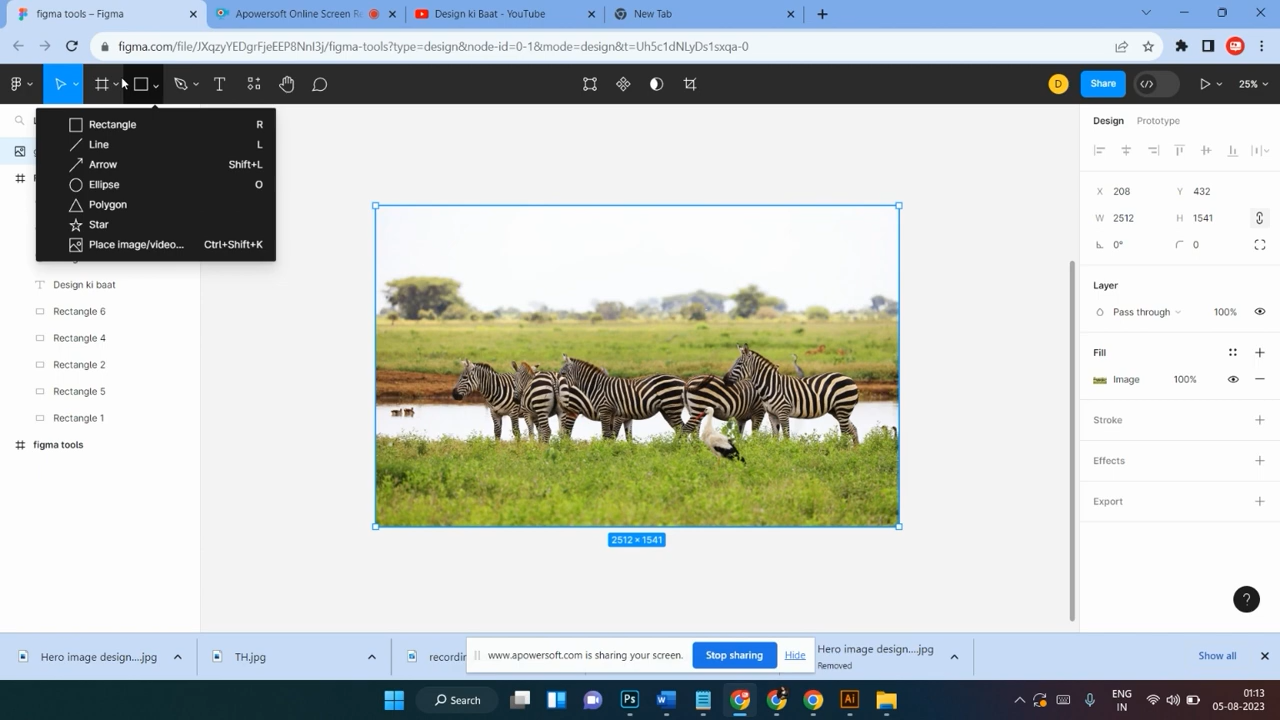 figma tools – Figma
Apowersoft Online Screen Re
Design ki Baat - YouTube
New Tab
figma.com/file/JXqzyYEDgrFjeEEP8NnI3j/figma-tools?type=design&node-id=0-1&mode=design&t=Uh5c1dNLyDs1sxqa-0
D
Share
25%
Rectangle R
Line L
Arrow Shift+L
Ellipse O
Polygon
Star
Place image/video... Ctrl+Shift+K
Design ki baat
Rectangle 6
Rectangle 4
Rectangle 2
Rectangle 5
Rectangle 1
figma tools
2512 × 1541
Design Prototype
X 208 Y 432
W 2512 H 1541
0° 0
Layer
Pass through 100%
Fill
Image 100%
Stroke
Effects
Export
?
Hero image design....jpg
TH.jpg
recordin
www.apowersoft.com is sharing your screen.
Stop sharing
Hide
Hero image design....jpg
Removed
Show all
Search
ENG
IN
01:13
05-08-2023